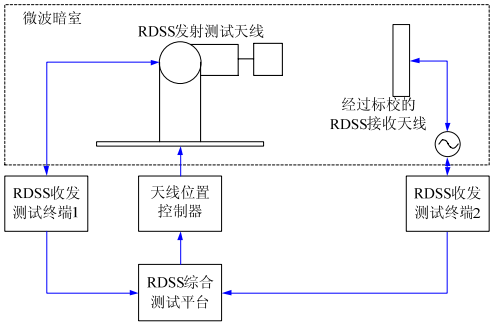 微波暗室
RDSS发射测试天线
经过标校的
RDSS接收天线
RDSS收发
测试终端1
天线位置
控制器
RDSS收发
测试终端2
RDSS综合
测试平台